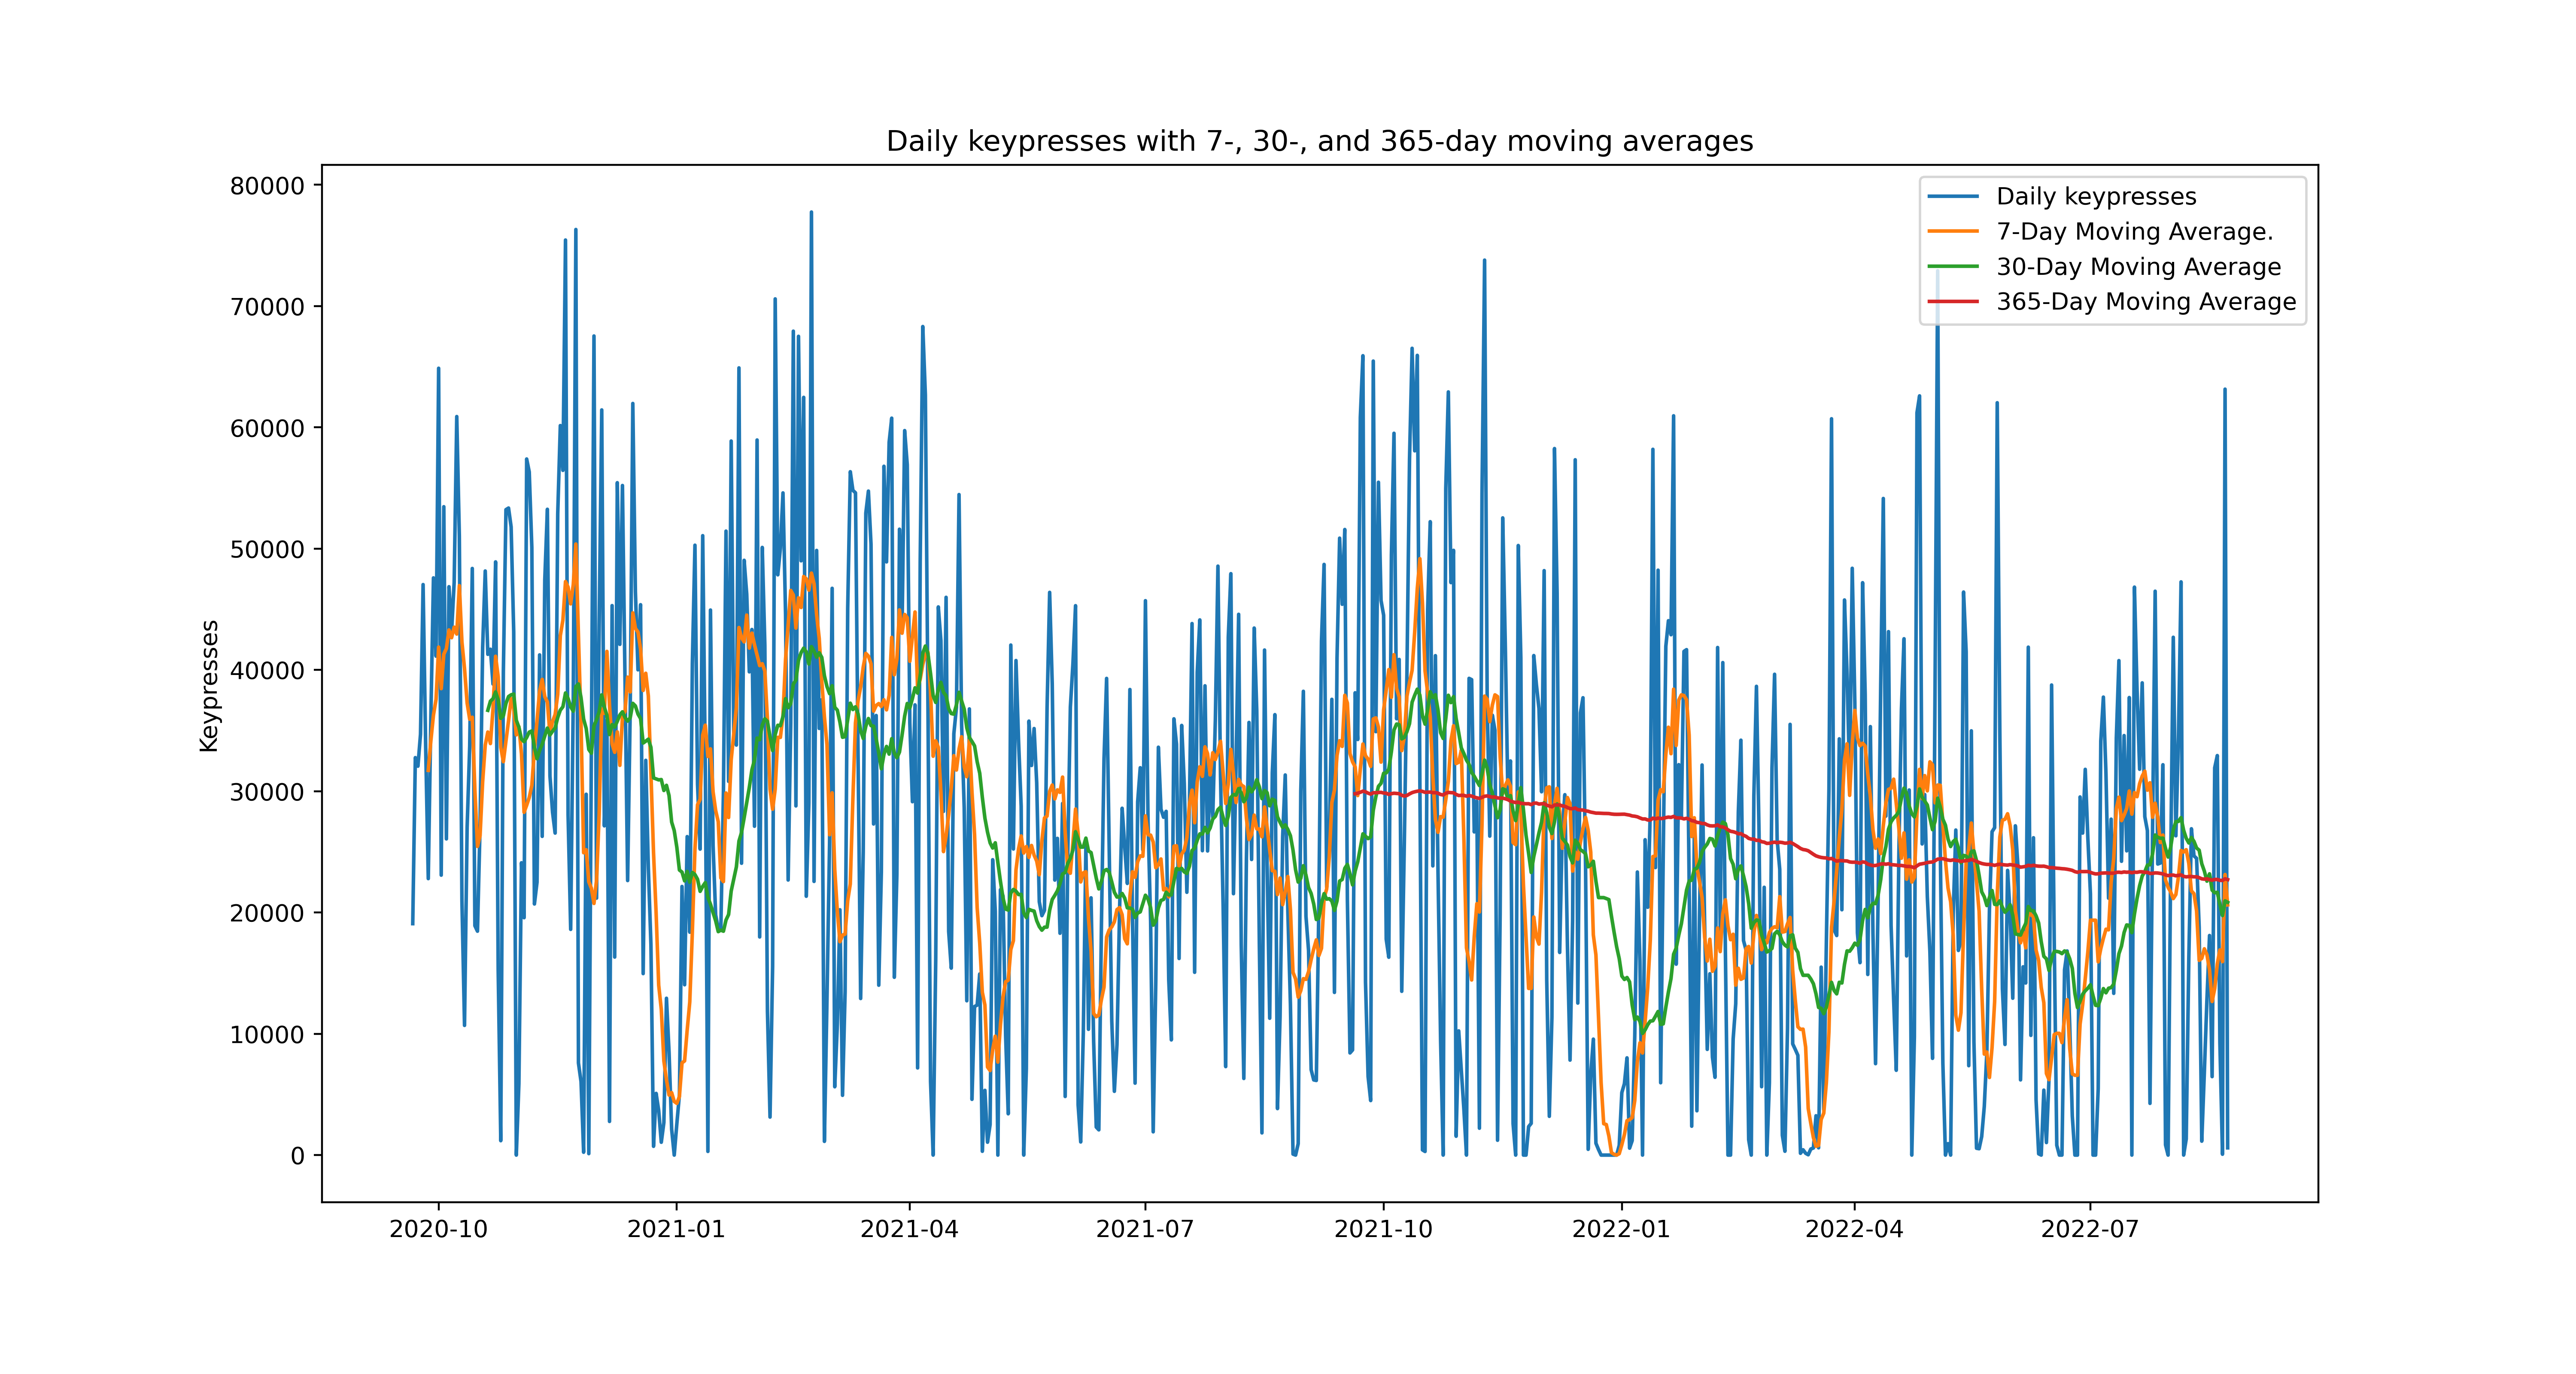 Daily keypresses with 7-, 30-, and 365-day moving averages
Daily keypresses
7-Day Moving Average.
30-Day Moving Average
365-Day Moving Average
Keypresses
80000
70000
60000
50000
40000
30000
20000
10000
0
2020-10 2021-01 2021-04 2021-07 2021-10 2022-01 2022-04 2022-07